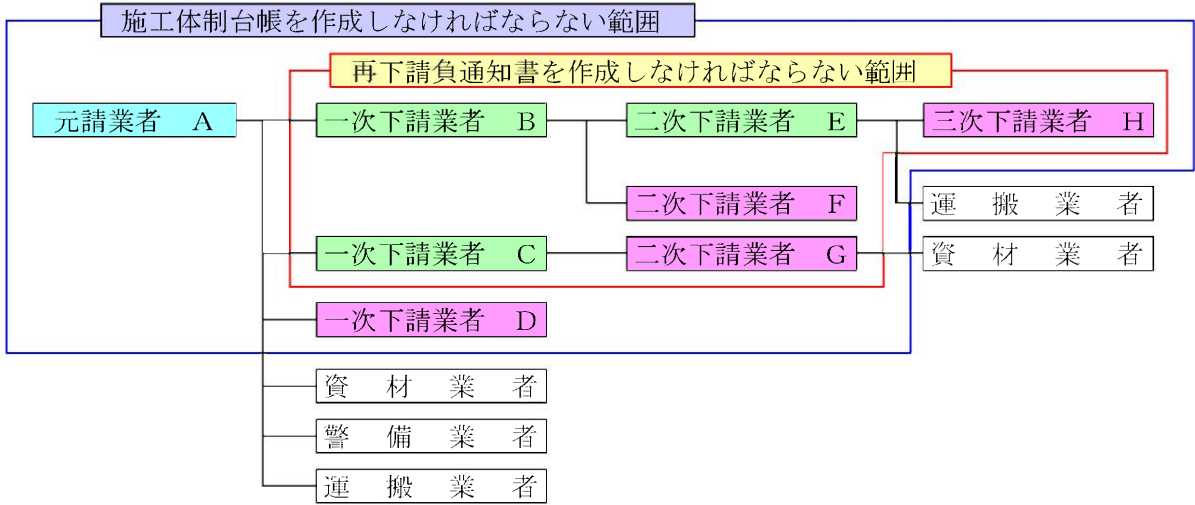 施工体制台帳を作成しなければならない範囲
再下請負通知書を作成しなければならない範囲
元請業者 A
一次下請業者 B
二次下請業者 E
三次下請業者 H
二次下請業者 F
運搬業者
一次下請業者 C
二次下請業者 G
資材業者
一次下請業者 D
資材業者
警備業者
運搬業者